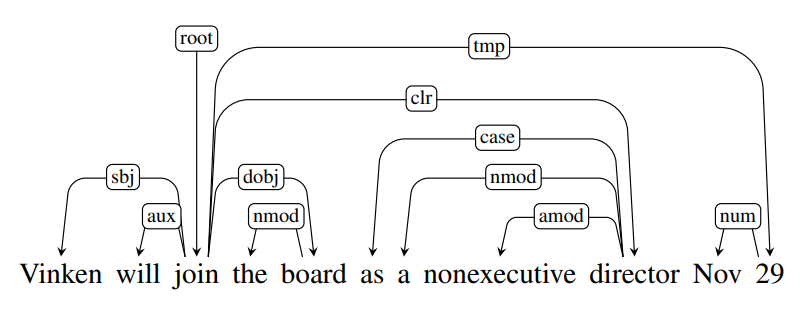 root
tmp
clr
case
sbj dobj nmod
aux nmod amod num
Vinken will join the board as a nonexecutive director Nov 29